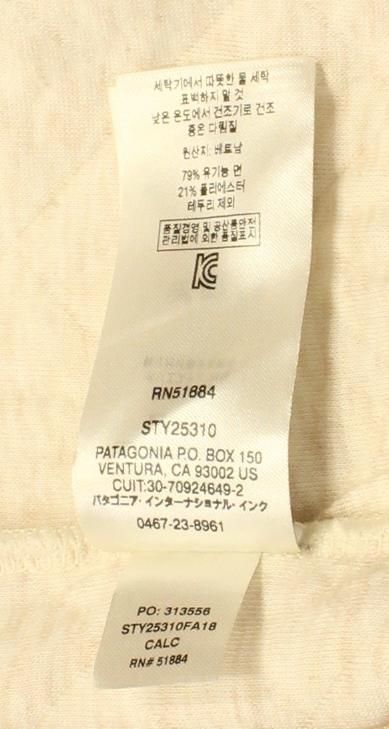 세탁기에서 따뜻한 물 세탁
표백하지 말 것
낮은 온도에서 건조기로 건조
중온 다림질
원산지: 베트남
79% 유기농 면
21% 폴리에스터
테두리 제외
품질경영 및 공산품안전
관리법에 의한 품질표시
RN51884
STY25310
PATAGONIA P.O. BOX 150
VENTURA, CA 93002 US
CUIT:30-70924649-2
パタゴニア・インターナショナル・インク
0467-23-8961
PO: 313556
STY25310FA18
CALC
RN# 51884